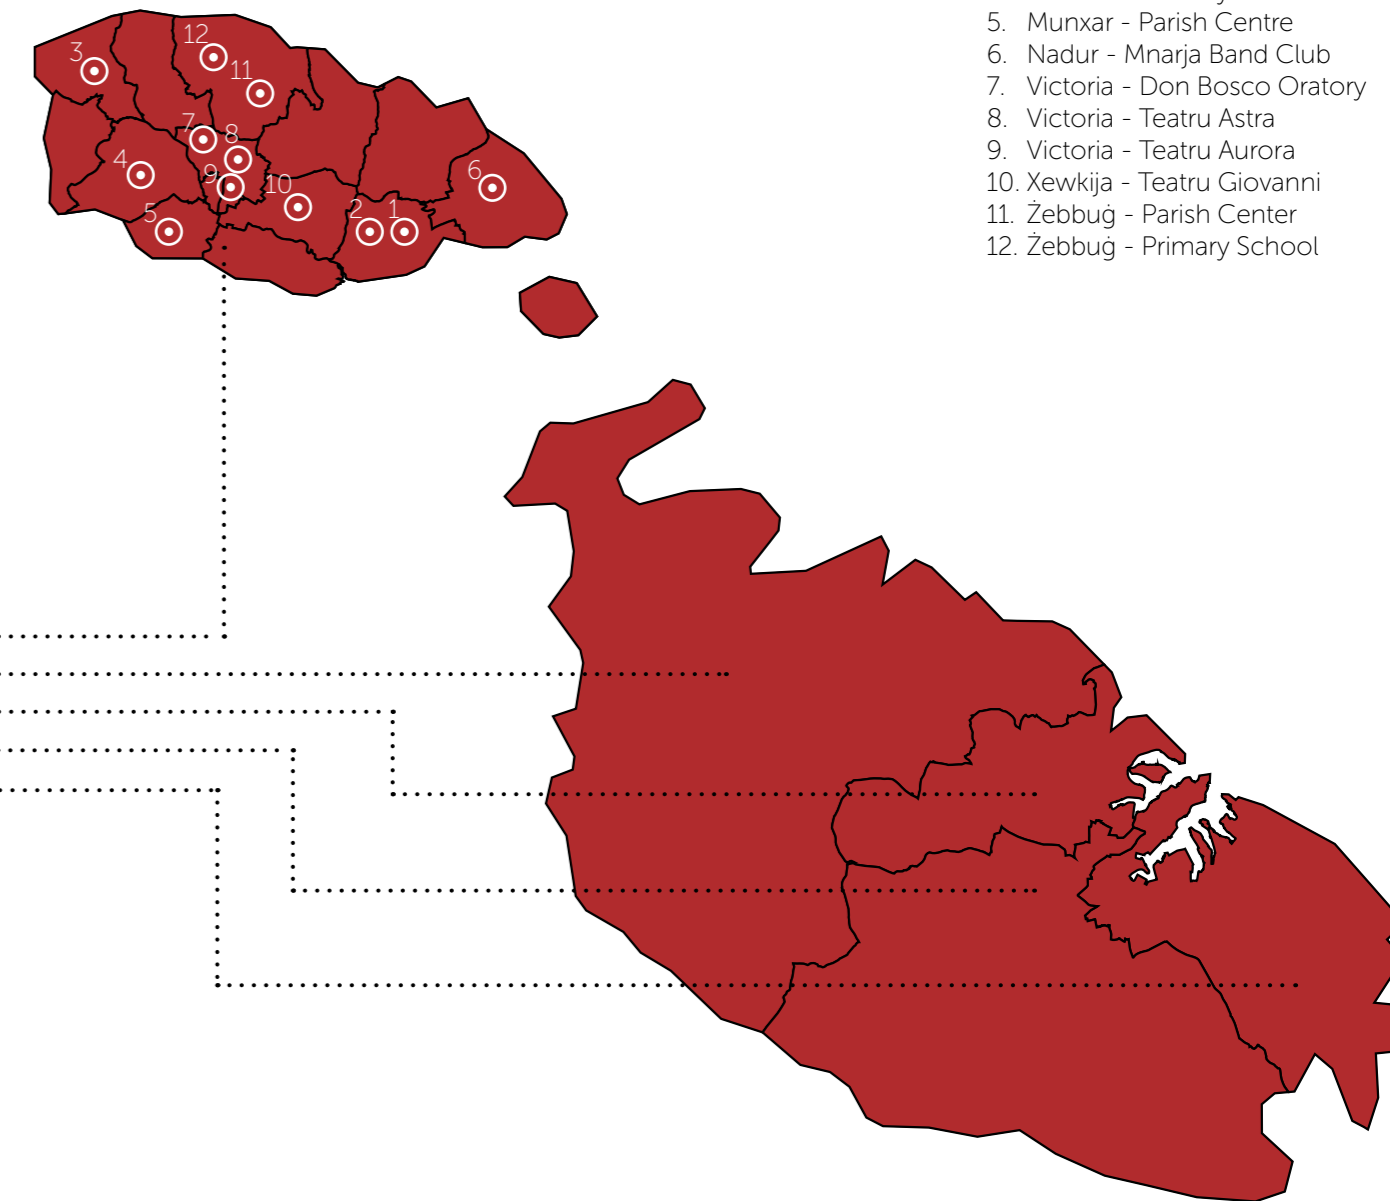 5. Munxar - Parish Centre
6. Nadur - Mnarja Band Club
7. Victoria - Don Bosco Oratory
8. Victoria - Teatru Astra
9. Victoria - Teatru Aurora
10. Xewkija - Teatru Giovanni
11. Żebbuġ - Parish Center
12. Żebbuġ - Primary School
12
3
11
7
8
4
9
10
6
5
2
1